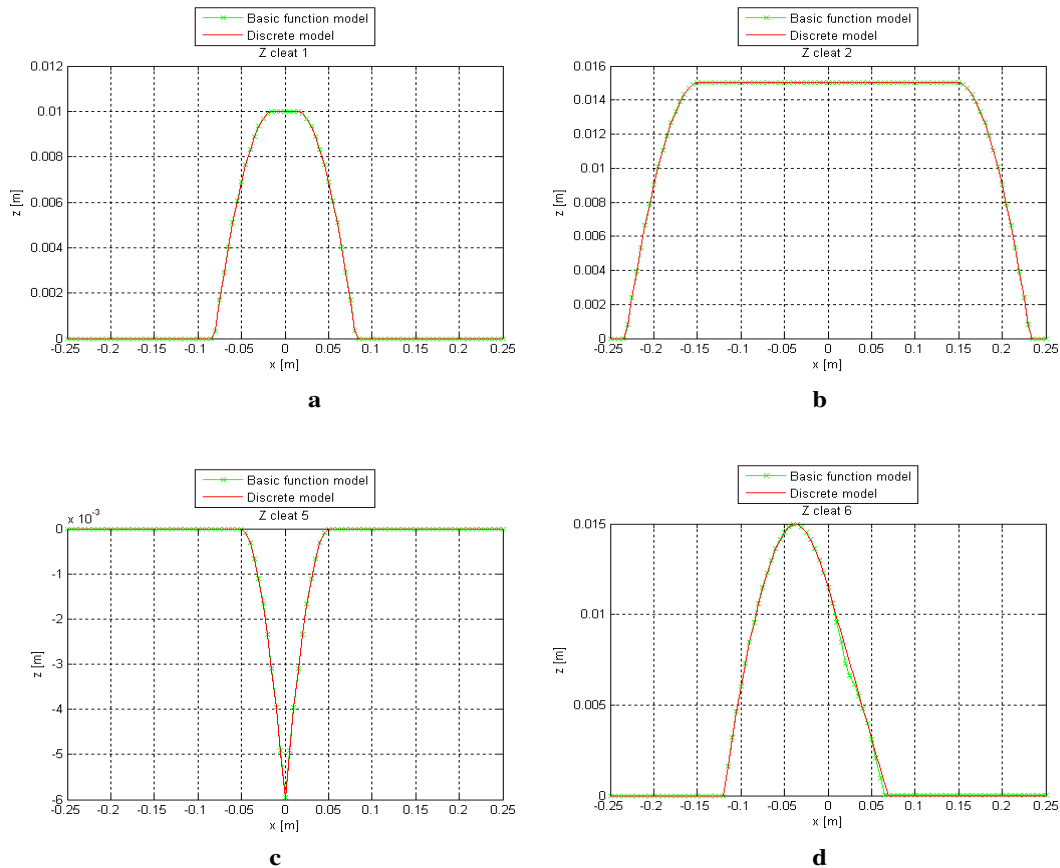 Basic function model
Discrete model
Z cleat 1
0.012
0.01
0.008
0.006
0.004
0.002
0
z [m]
-0.25 -0.2 -0.15 -0.1 -0.05 0 0.05 0.1 0.15 0.2 0.25
x [m]
a
Basic function model
Discrete model
Z cleat 2
0.016
0.014
0.012
0.01
0.008
0.006
0.004
0.002
0
z [m]
-0.25 -0.2 -0.15 -0.1 -0.05 0 0.05 0.1 0.15 0.2 0.25
x [m]
b
Basic function model
Discrete model
Z cleat 5
x 10⁻³
0
-1
-2
-3
-4
-5
-6
z [m]
-0.25 -0.2 -0.15 -0.1 -0.05 0 0.05 0.1 0.15 0.2 0.25
x [m]
c
Basic function model
Discrete model
Z cleat 6
0.015
0.01
0.005
0
z [m]
-0.25 -0.2 -0.15 -0.1 -0.05 0 0.05 0.1 0.15 0.2 0.25
x [m]
d